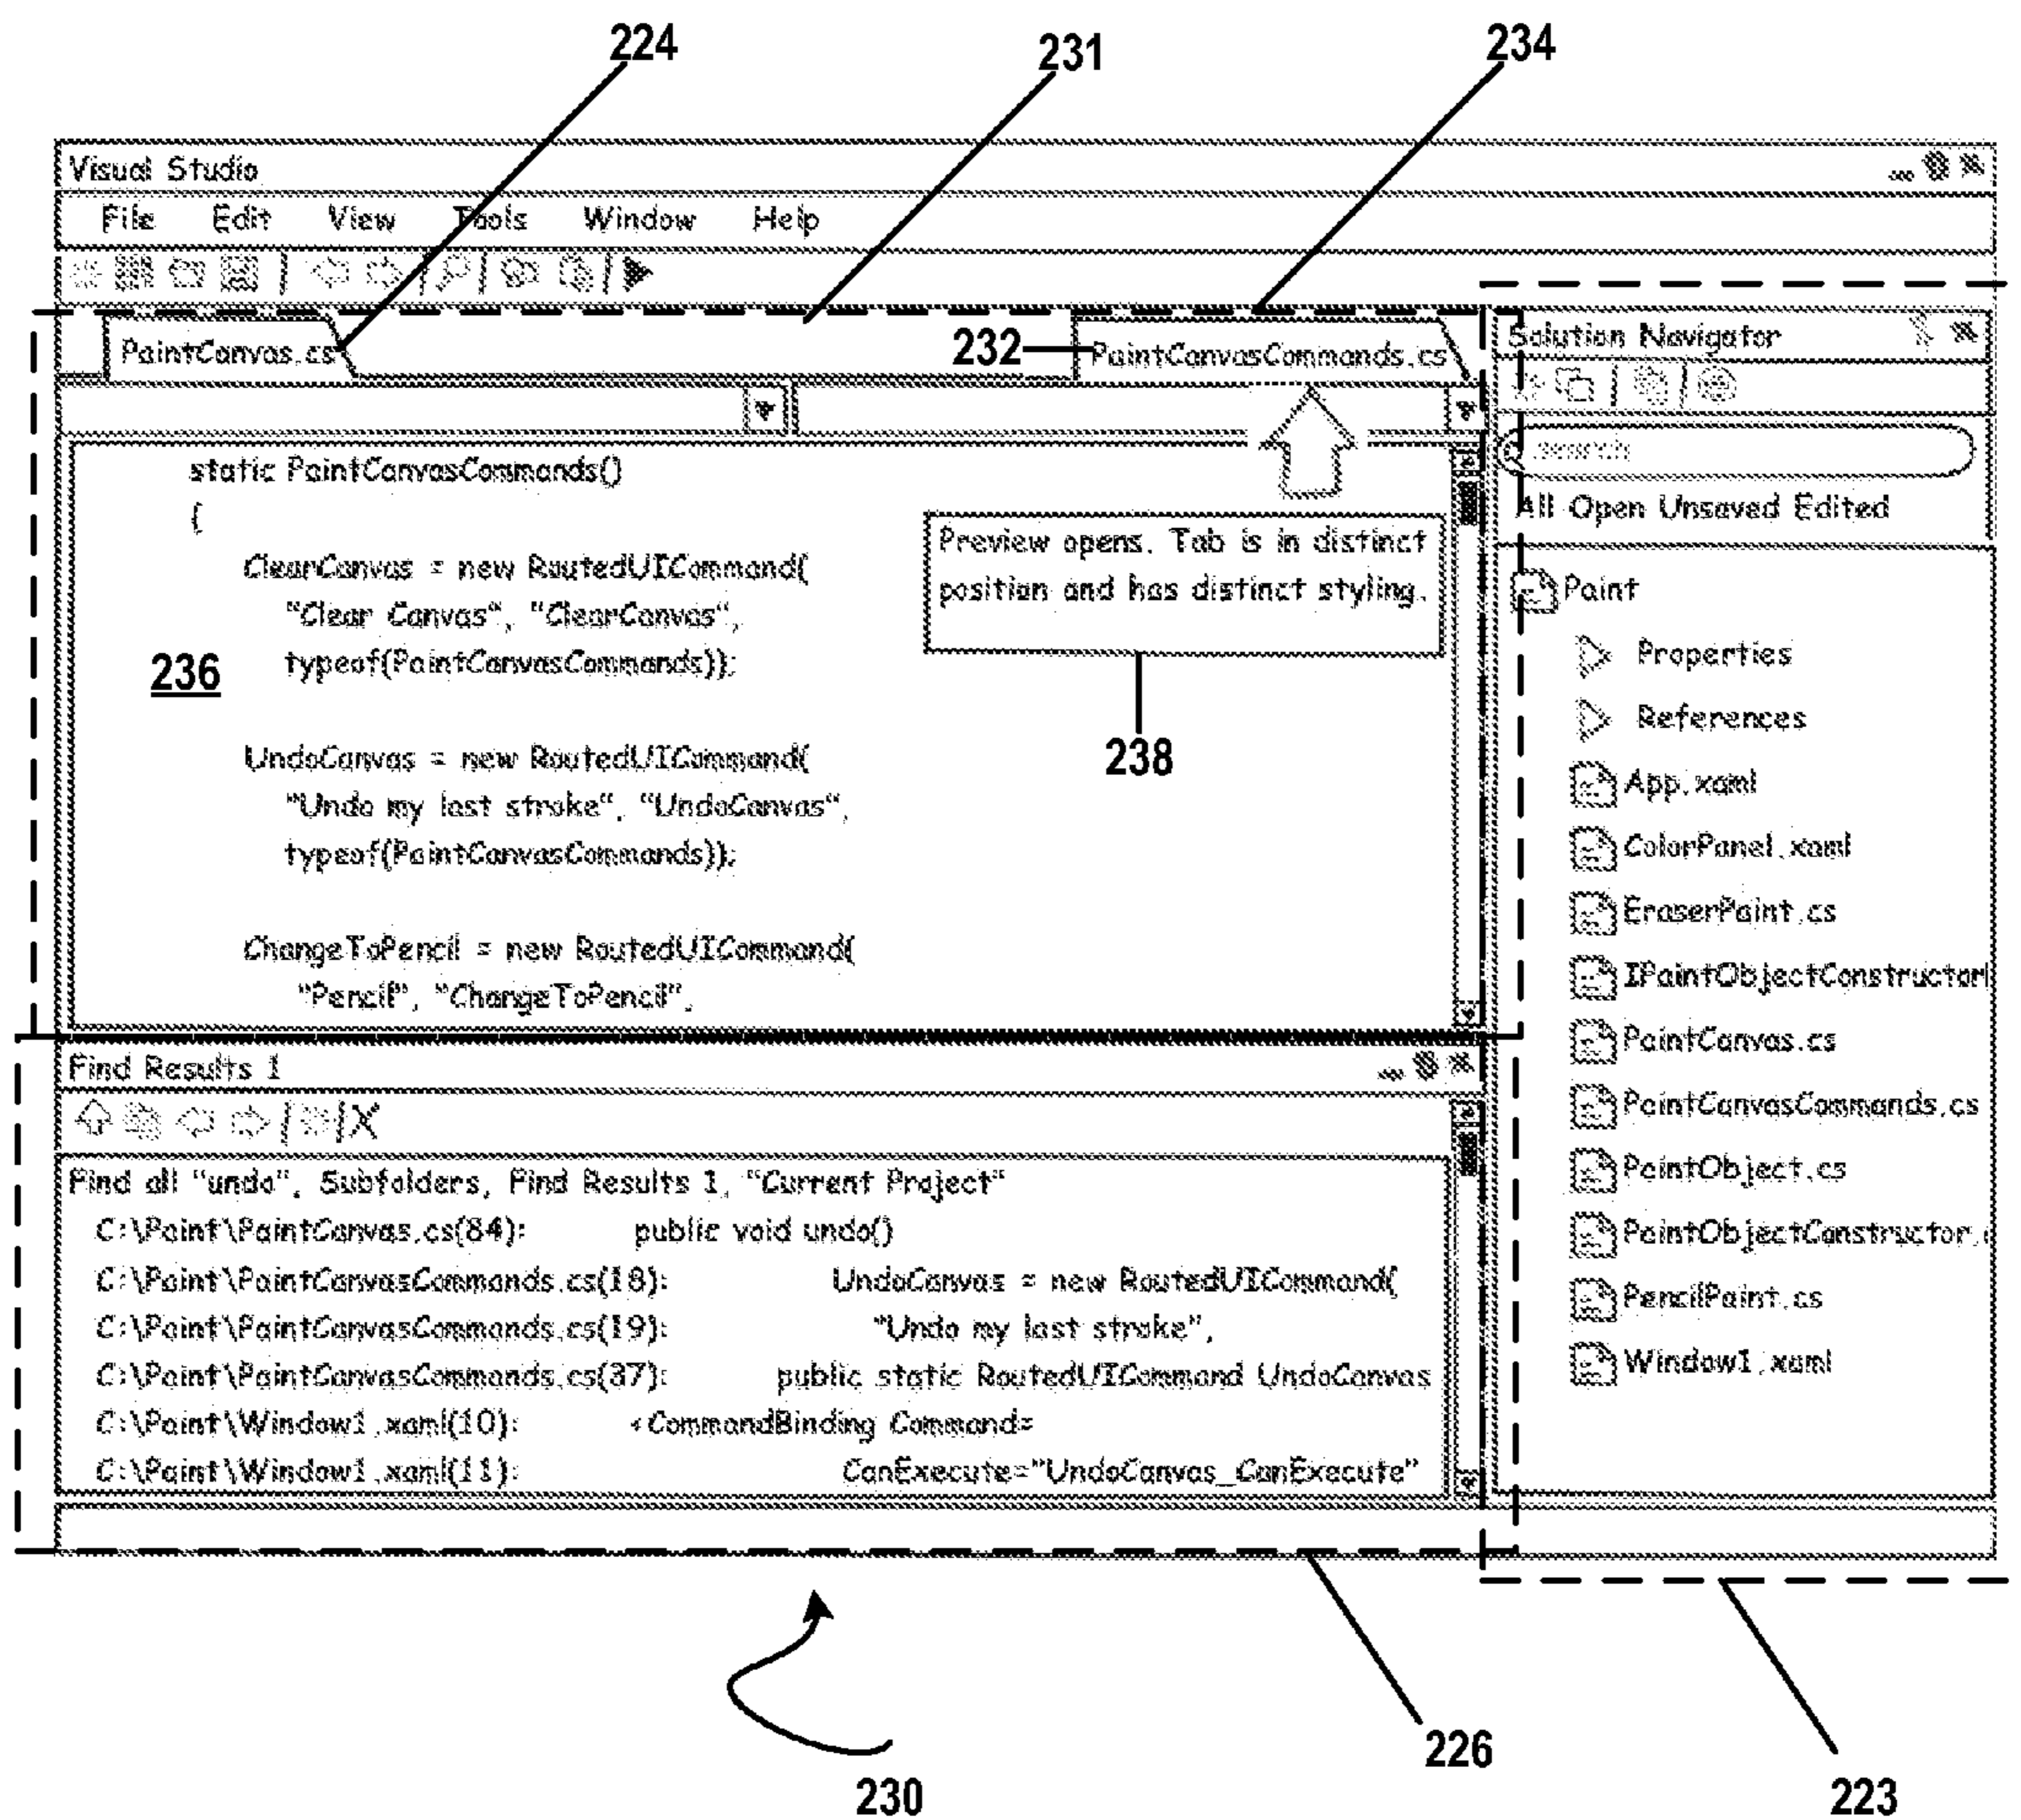 224
231
234
Visual Studio
File Edit View Tools Window Help
PaintCanvas.cs
232
PaintCanvasCommands.cs
Solution Navigator
search
All Open Unsaved Edited
static PaintCanvasCommands()
{
ClearCanvas = new RoutedUICommand(
"Clear Canvas", "ClearCanvas",
typeof(PaintCanvasCommands));
236
UndoCanvas = new RoutedUICommand(
"Undo my last stroke", "UndoCanvas",
typeof(PaintCanvasCommands));
ChangeToPencil = new RoutedUICommand(
"Pencil", "ChangeToPencil",
Preview opens. Tab is in distinct
position and has distinct styling.
238
Paint
Properties
References
App.xaml
ColorPanel.xaml
EraserPaint.cs
IPaintObjectConstructor
PaintCanvas.cs
PaintCanvasCommands.cs
PaintObject.cs
PaintObjectConstructor.c
PencilPaint.cs
Window1.xaml
Find Results 1
Find all "undo", Subfolders, Find Results 1, "Current Project"
C:\Paint\PaintCanvas.cs(84): public void undo()
C:\Paint\PaintCanvasCommands.cs(18): UndoCanvas = new RoutedUICommand(
C:\Paint\PaintCanvasCommands.cs(19): "Undo my last stroke",
C:\Paint\PaintCanvasCommands.cs(37): public static RoutedUICommand UndoCanvas
C:\Paint\Window1.xaml(10): <CommandBinding Command=
C:\Paint\Window1.xaml(11): CanExecute="UndoCanvas_CanExecute"
230
226
223